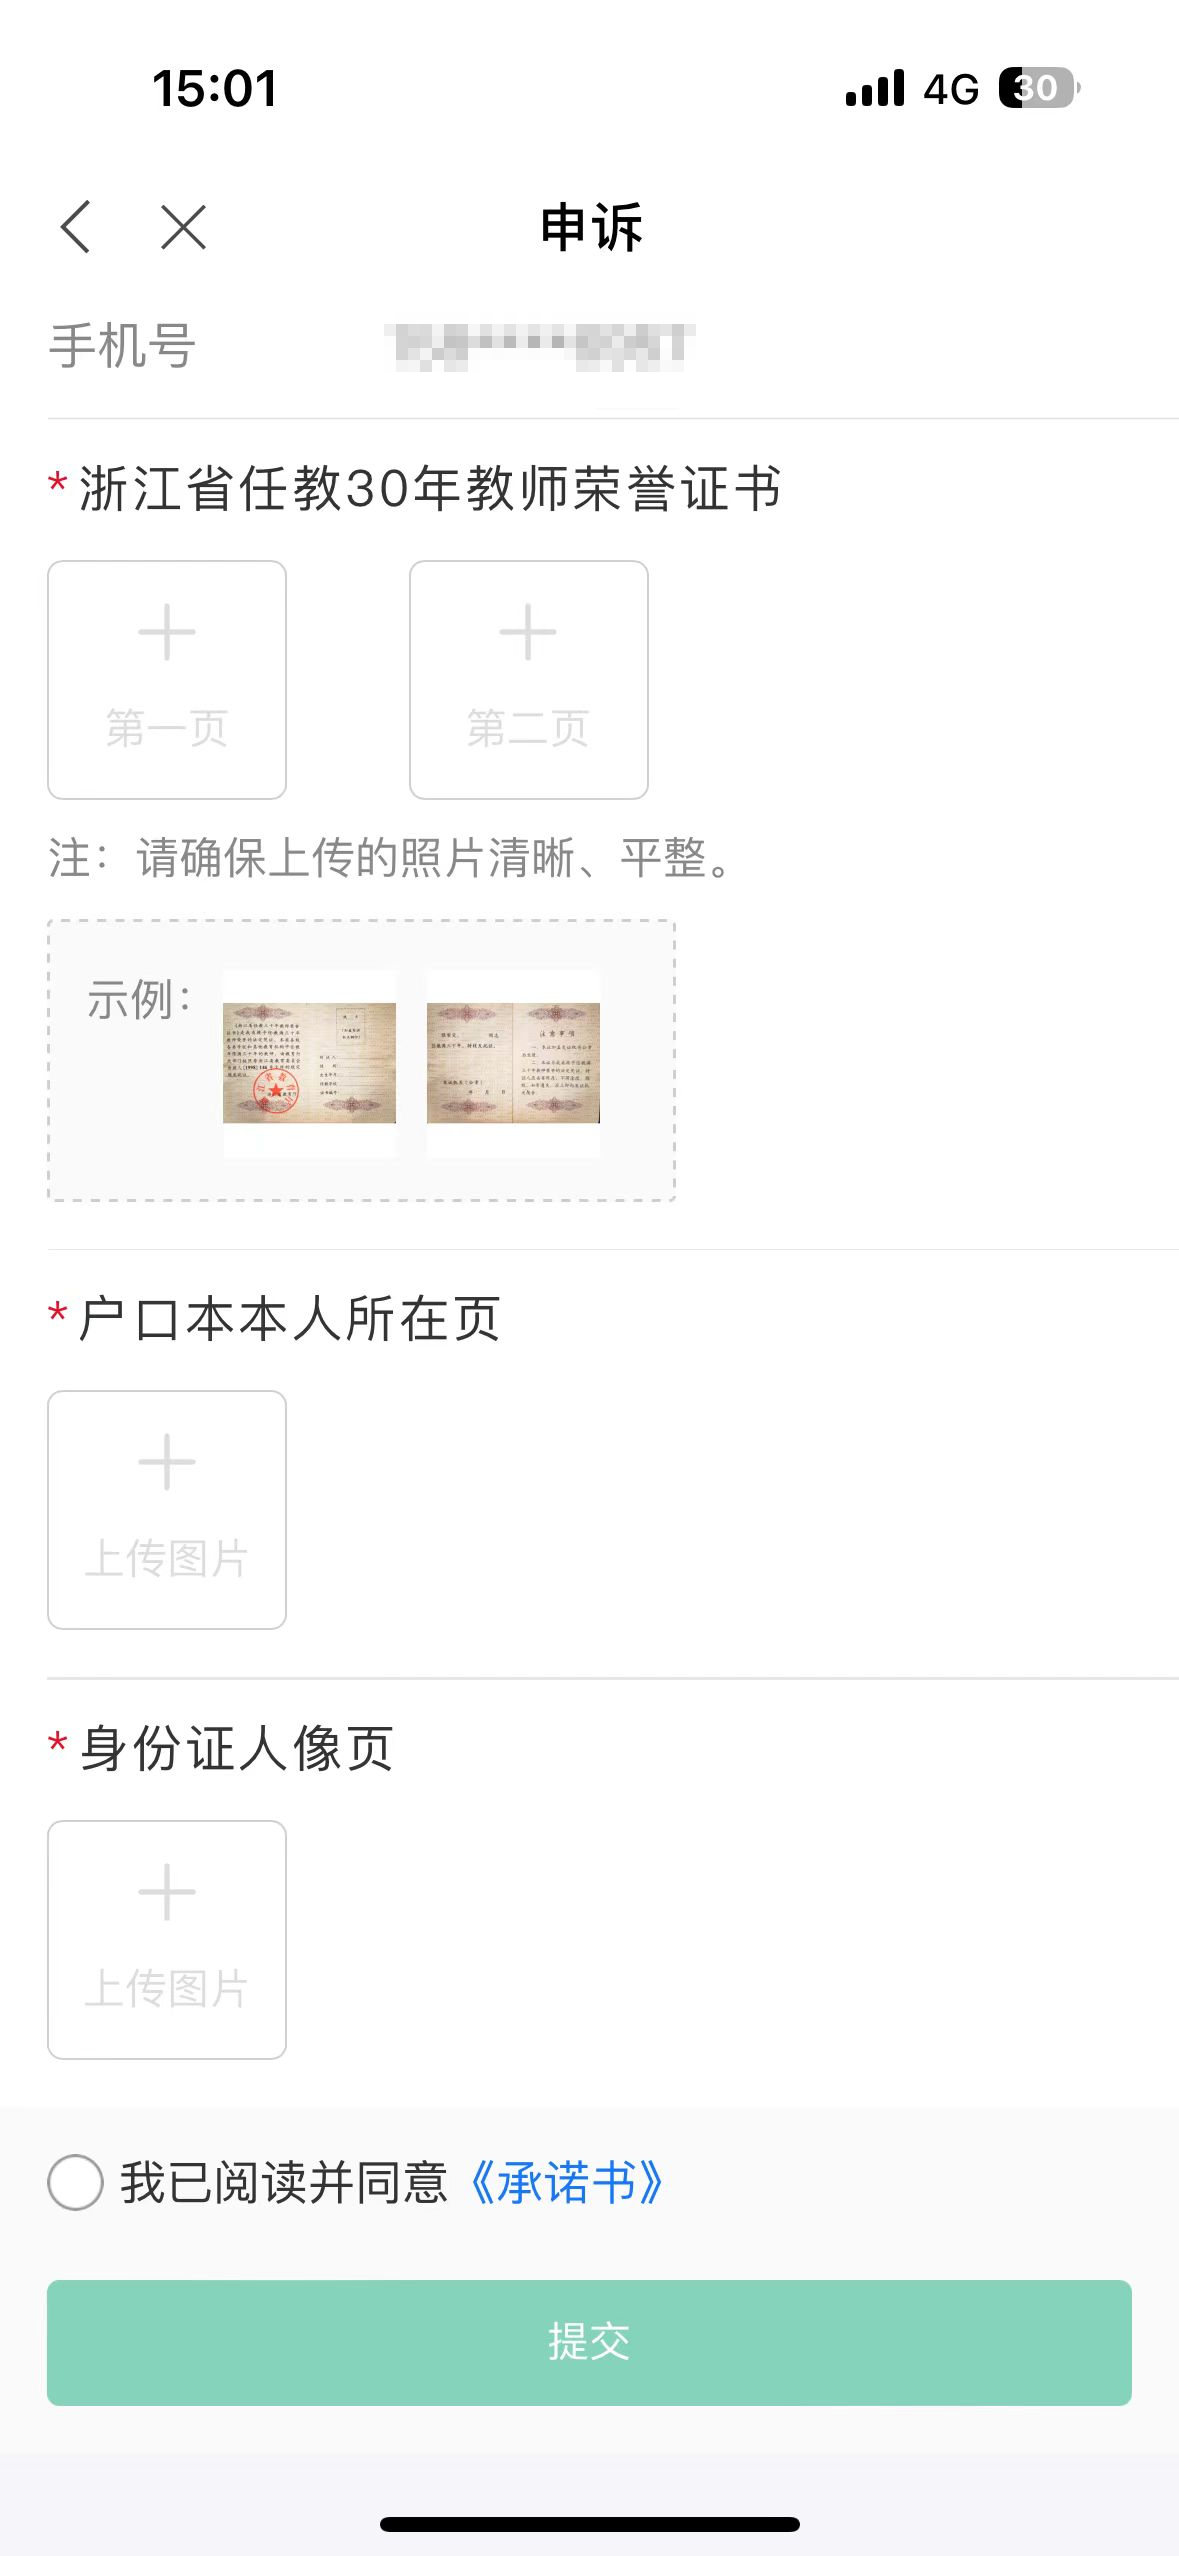 15:01
4G 30
申诉
手机号
*浙江省任教30年教师荣誉证书
第一页 第二页
注：请确保上传的照片清晰、平整。
示例：
注意事项
*户口本本人所在页
上传图片
*身份证人像页
上传图片
我已阅读并同意《承诺书》
提交